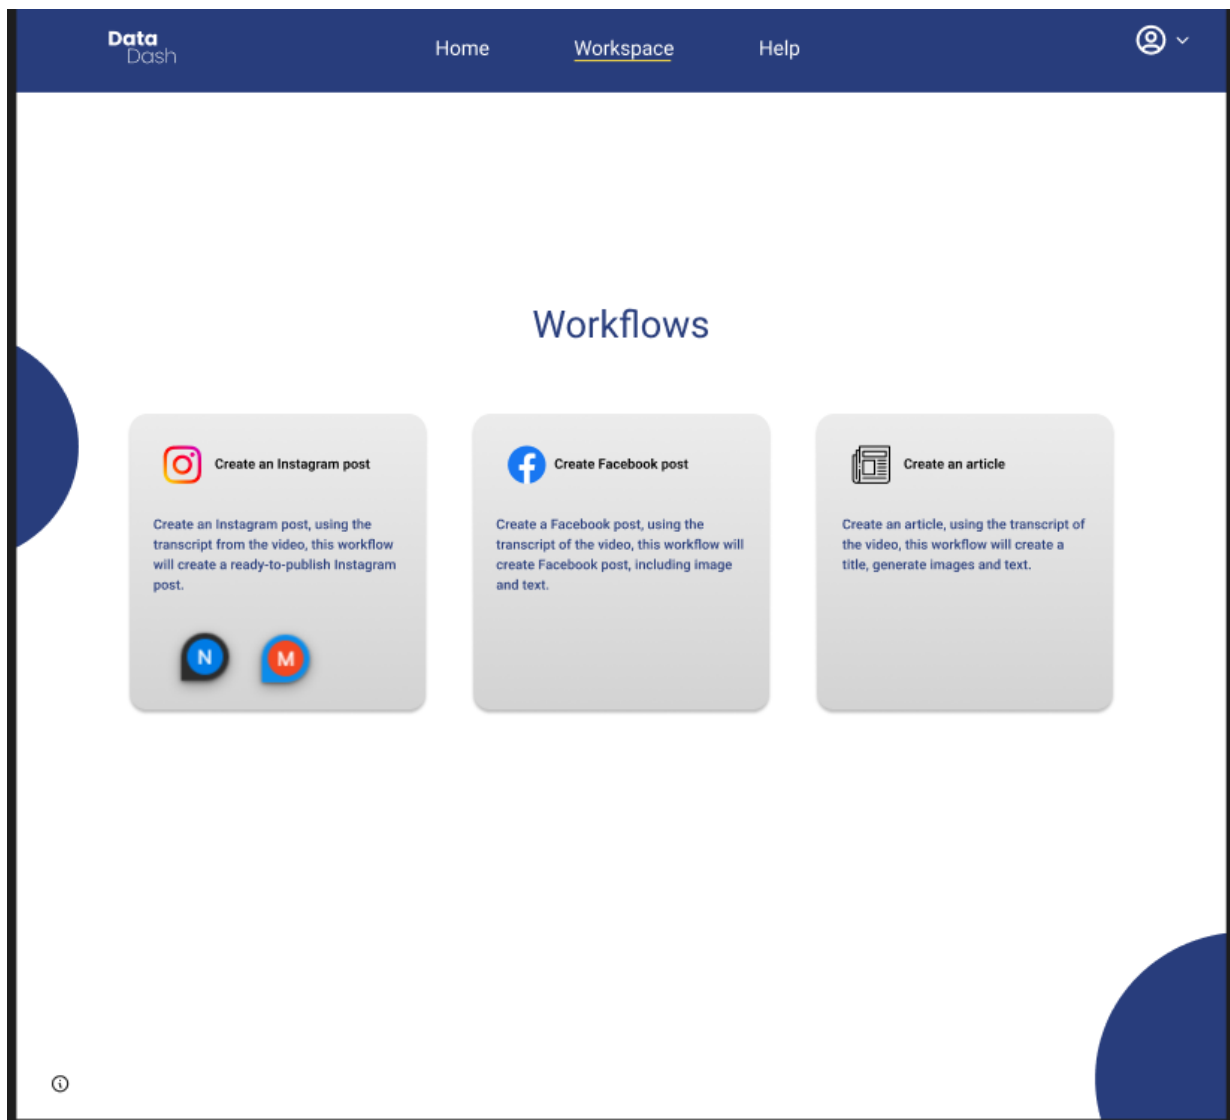 Data
Dash
Home
Workspace
Help
Workflows
Create an Instagram post
Create an Instagram post, using the
transcript from the video, this workflow
will create a ready-to-publish Instagram
post.
N
M
Create Facebook post
Create a Facebook post, using the
transcript of the video, this workflow will
create Facebook post, including image
and text.
Create an article
Create an article, using the transcript of
the video, this workflow will create a
title, generate images and text.